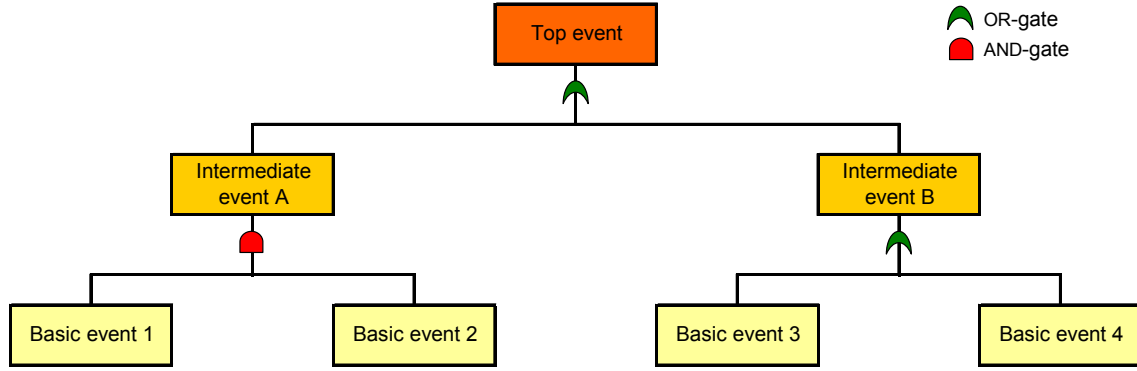 Top event
OR-gate
AND-gate
Intermediate
event A
Intermediate
event B
Basic event 1
Basic event 2
Basic event 3
Basic event 4